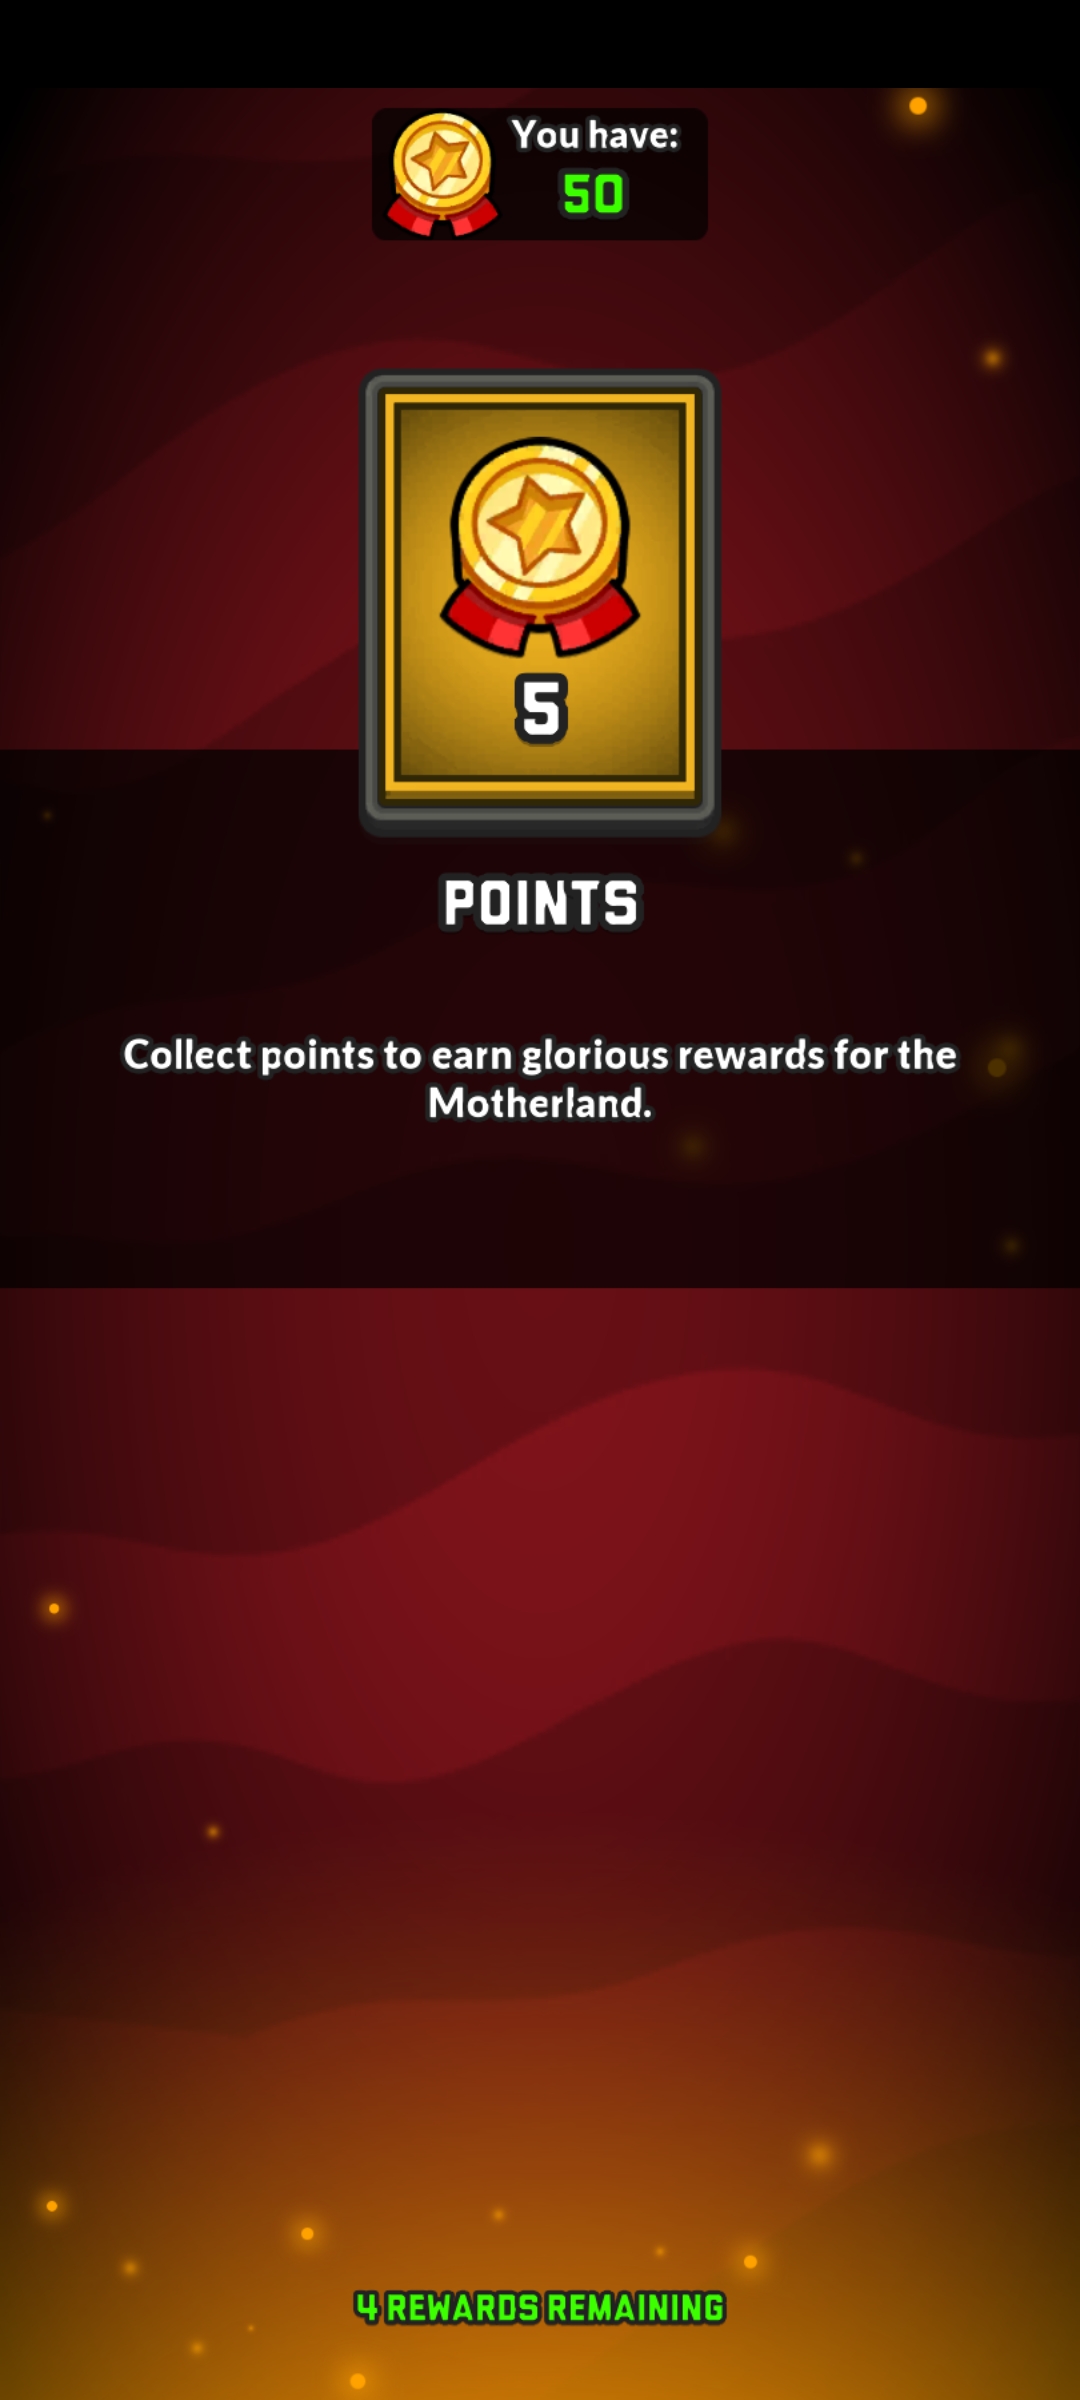 You have:
50
5
POINTS
Collect points to earn glorious rewards for the
Motherland.
4 REWARDS REMAINING